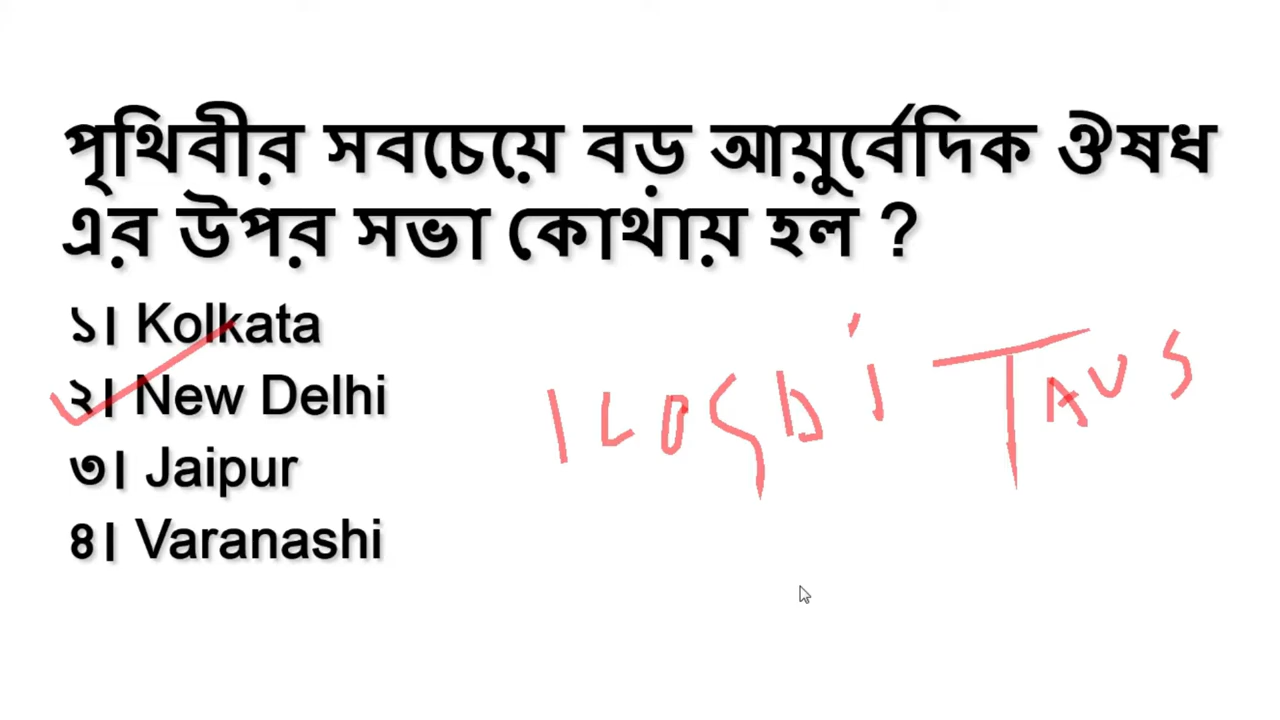 পৃথিবীর সবচেয়ে বড় আয়ুর্বেদিক ঔষধ
এর উপর সভা কোথায় হল ?
১। Kolkata
২। New Delhi
৩। Jaipur
৪। Varanashi